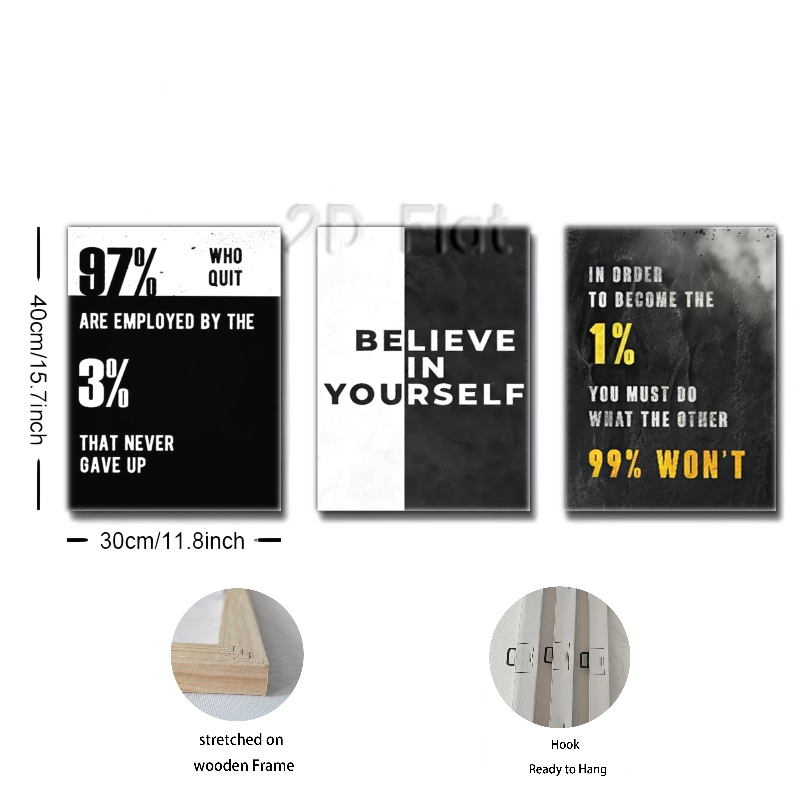 2D Flat
97%
WHO
QUIT
ARE EMPLOYED BY THE
3%
THAT NEVER
GAVE UP
BELIEVE
IN
YOURSELF
IN ORDER
TO BECOME THE
1%
YOU MUST DO
WHAT THE OTHER
99% WON'T
40cm/15.7inch
30cm/11.8inch
stretched on
wooden Frame
Hook
Ready to Hang